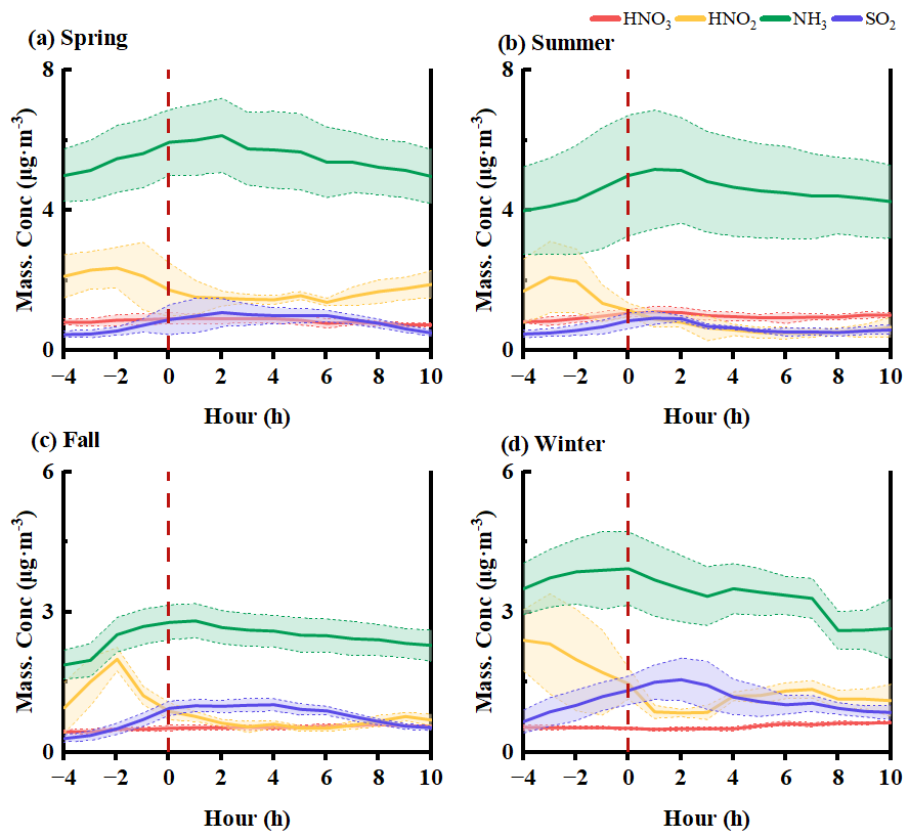 HNO₃ HNO₂ NH₃ SO₂
(a) Spring
(b) Summer
Mass. Conc (μg·m⁻³)
8
4
0
−4 −2 0 2 4 6 8 10
Hour (h)
Mass. Conc (μg·m⁻³)
8
4
0
−4 −2 0 2 4 6 8 10
Hour (h)
(c) Fall
(d) Winter
Mass. Conc (μg·m⁻³)
6
3
0
−4 −2 0 2 4 6 8 10
Hour (h)
Mass. Conc (μg·m⁻³)
6
3
0
−4 −2 0 2 4 6 8 10
Hour (h)